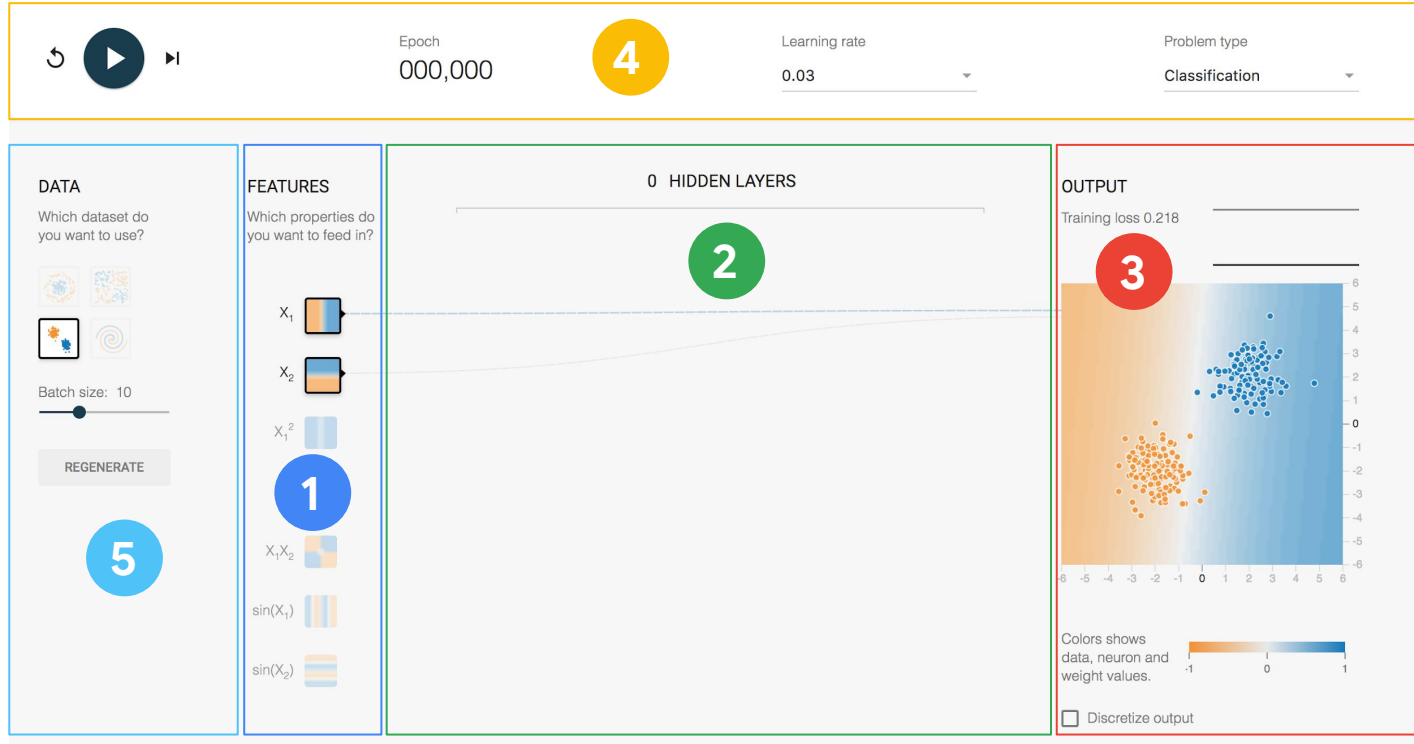 Epoch
000,000
4
Learning rate
0.03
Problem type
Classification
DATA
Which dataset do
you want to use?
Batch size: 10
REGENERATE
5
FEATURES
Which properties do
you want to feed in?
X₁
X₂
X₁²
1
X₁X₂
sin(X₁)
sin(X₂)
0 HIDDEN LAYERS
2
OUTPUT
Training loss 0.218
3
6
5
4
3
2
1
0
-1
-2
-3
-4
-5
-6
-6 -5 -4 -3 -2 -1 0 1 2 3 4 5 6
Colors shows
data, neuron and
weight values.
-1 0 1
Discretize output